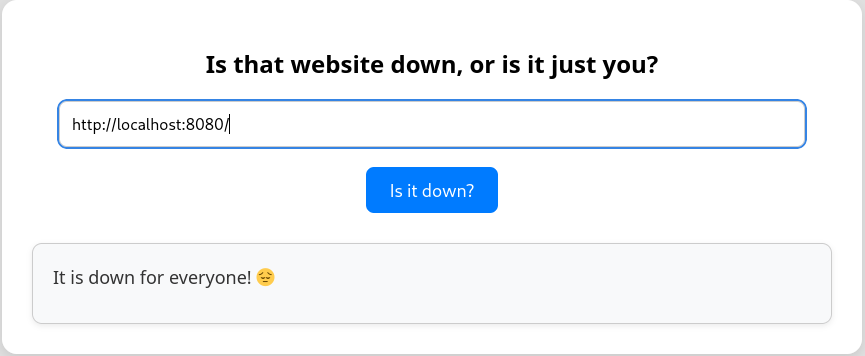 Is that website down, or is it just you?
http://localhost:8080/
Is it down?
It is down for everyone! 😔